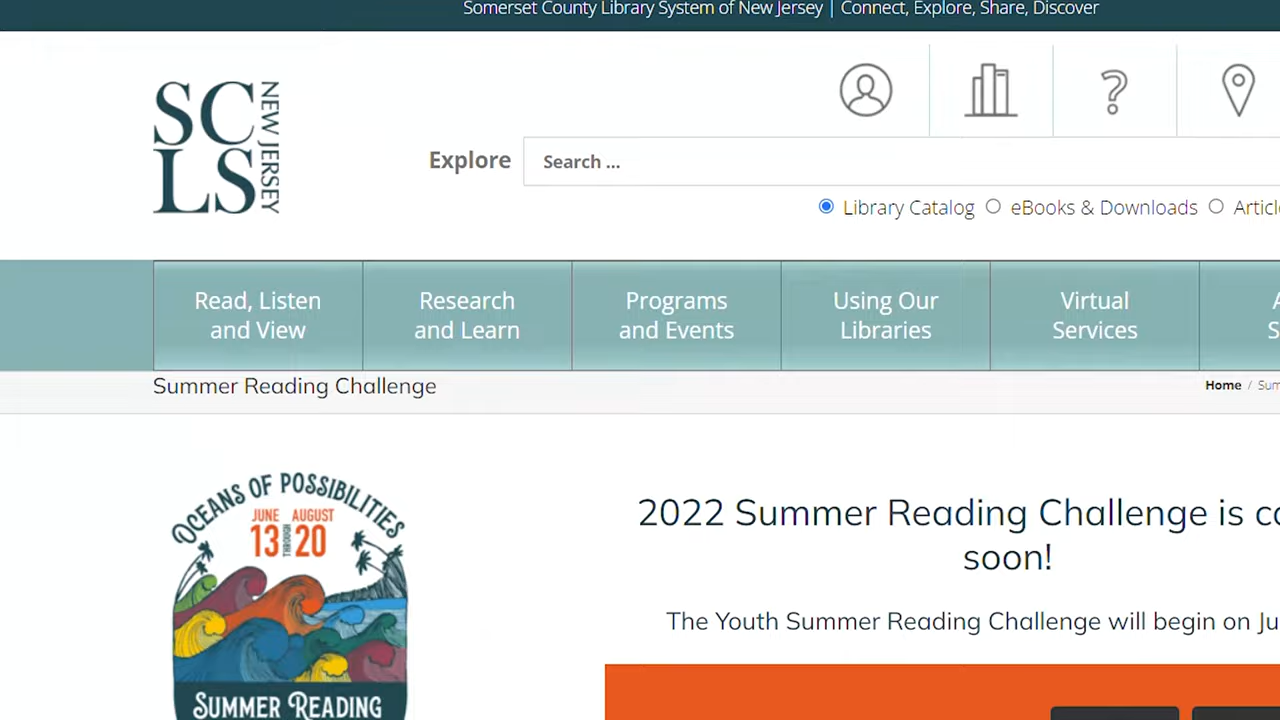 Somerset County Library System of New Jersey | Connect, Explore, Share, Discover
SC
LS
NEW JERSEY
Explore
Search ...
Library Catalog
eBooks & Downloads
Read, Listen
and View
Research
and Learn
Programs
and Events
Using Our
Libraries
Virtual
Services
Summer Reading Challenge
Home /
OCEANS OF POSSIBILITIES
JUNE
13
THROUGH
AUGUST
20
SUMMER READING
2022 Summer Reading Challenge is
soon!
The Youth Summer Reading Challenge will begin on